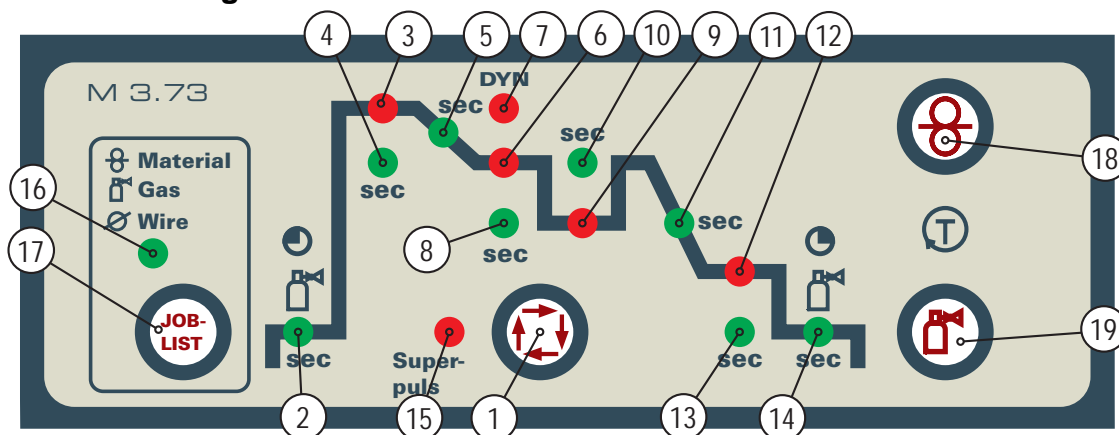 4
3
5
7
6
10
9
11
12
M 3.73
DYN
sec
sec
Material
Gas
Wire
sec
16
18
17
8
sec
sec
T
JOB-
LIST
sec
Super-
puls
sec
sec
19
2
15
1
13
14